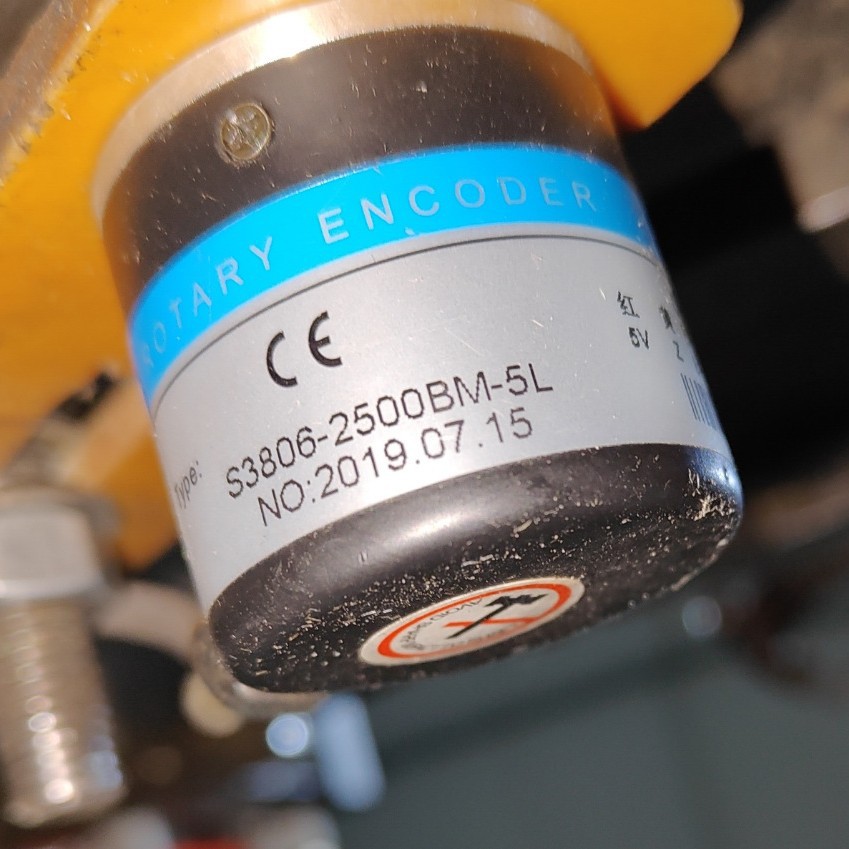 ROTARY ENCODER
CE
Type: S3806-2500BM-5L
NO:2019.07.15
红
5V Z